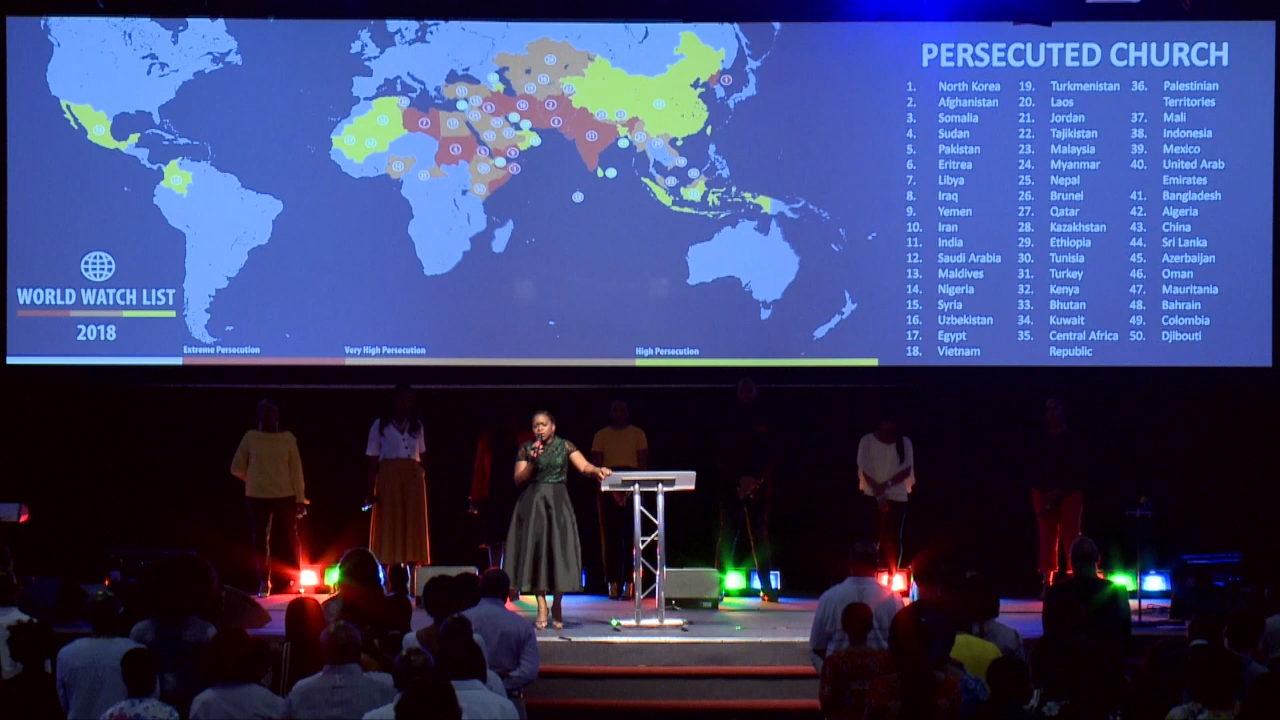 PERSECUTED CHURCH
1. North Korea
2. Afghanistan
3. Somalia
4. Sudan
5. Pakistan
6. Eritrea
7. Libya
8. Iraq
9. Yemen
10. Iran
11. India
12. Saudi Arabia
13. Maldives
14. Nigeria
15. Syria
16. Uzbekistan
17. Egypt
18. Vietnam
19. Turkmenistan
20. Laos
21. Jordan
22. Tajikistan
23. Malaysia
24. Myanmar
25. Nepal
26. Brunei
27. Qatar
28. Kazakhstan
29. Ethiopia
30. Tunisia
31. Turkey
32. Kenya
33. Bhutan
34. Kuwait
35. Central Africa
Republic
36. Palestinian
Territories
37. Mali
38. Indonesia
39. Mexico
40. United Arab
Emirates
41. Bangladesh
42. Algeria
43. China
44. Sri Lanka
45. Azerbaijan
46. Oman
47. Mauritania
48. Bahrain
49. Colombia
50. Djibouti
WORLD WATCH LIST
2018
Extreme Persecution
Very High Persecution
High Persecution